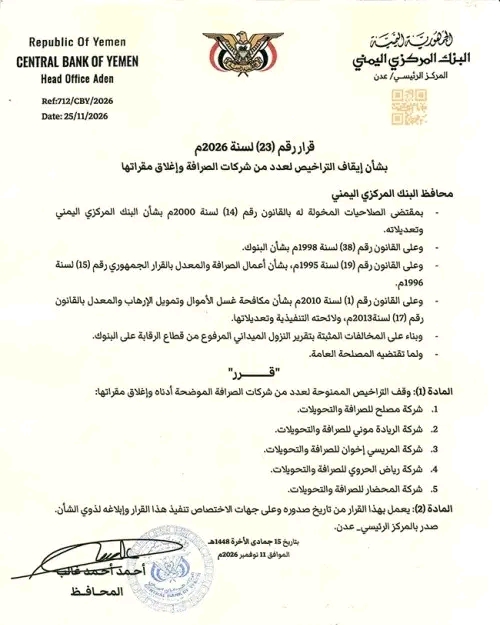 Republic Of Yemen
CENTRAL BANK OF YEMEN
Head Office Aden
Ref:712/CBY/2026
Date: 25/11/2026
الجمهورية اليمنية
البنك المركزي اليمني
المركز الرئيسي/ عدن
قرار رقم (23) لسنة 2026م
بشأن إيقاف التراخيص لعدد من شركات الصرافة وإغلاق مقراتها
محافظ البنك المركزي اليمني
- بمقتضى الصلاحيات المخولة له بالقانون رقم (14) لسنة 2000م بشأن البنك المركزي اليمني
وتعديلاته.
- وعلى القانون رقم (38) لسنة 1998م بشأن البنوك.
- وعلى القانون رقم (19) لسنة 1995م، بشأن أعمال الصرافة والمعدل بالقرار الجمهوري رقم (15) لسنة
1996م.
- وعلى القانون رقم (1) لسنة 2010م بشأن مكافحة غسل الأموال وتمويل الإرهاب والمعدل بالقانون
رقم (17) لسنة2013م، ولائحته التنفيذية وتعديلاتها.
- وبناء على المخالفات المثبتة بتقرير النزول الميداني المرفوع من قطاع الرقابة على البنوك.
- ولما تقتضيه المصلحة العامة.
"قـــــرر"
المادة (1): وقف التراخيص الممنوحة لعدد من شركات الصرافة الموضحة أدناه وإغلاق مقراتها:
1. شركة مصلح للصرافة والتحويلات.
2. شركة الريادة موني للصرافة والتحويلات.
3. شركة المريسي إخوان للصرافة والتحويلات.
4. شركة رياض الحروي للصرافة والتحويلات.
5. شركة المحضار للصرافة والتحويلات.
المادة (2): يعمل بهذا القرار من تاريخ صدوره وعلى جهات الاختصاص تنفيذ هذا القرار وإبلاغه لذوي الشأن.
صدر بالمركز الرئيسي_ عدن.
بتاريخ 15 جمادى الأخرة 1448هـ
الموافق 11 نوفمبر 2026م
أحمد أحمد غالب
المحافظ